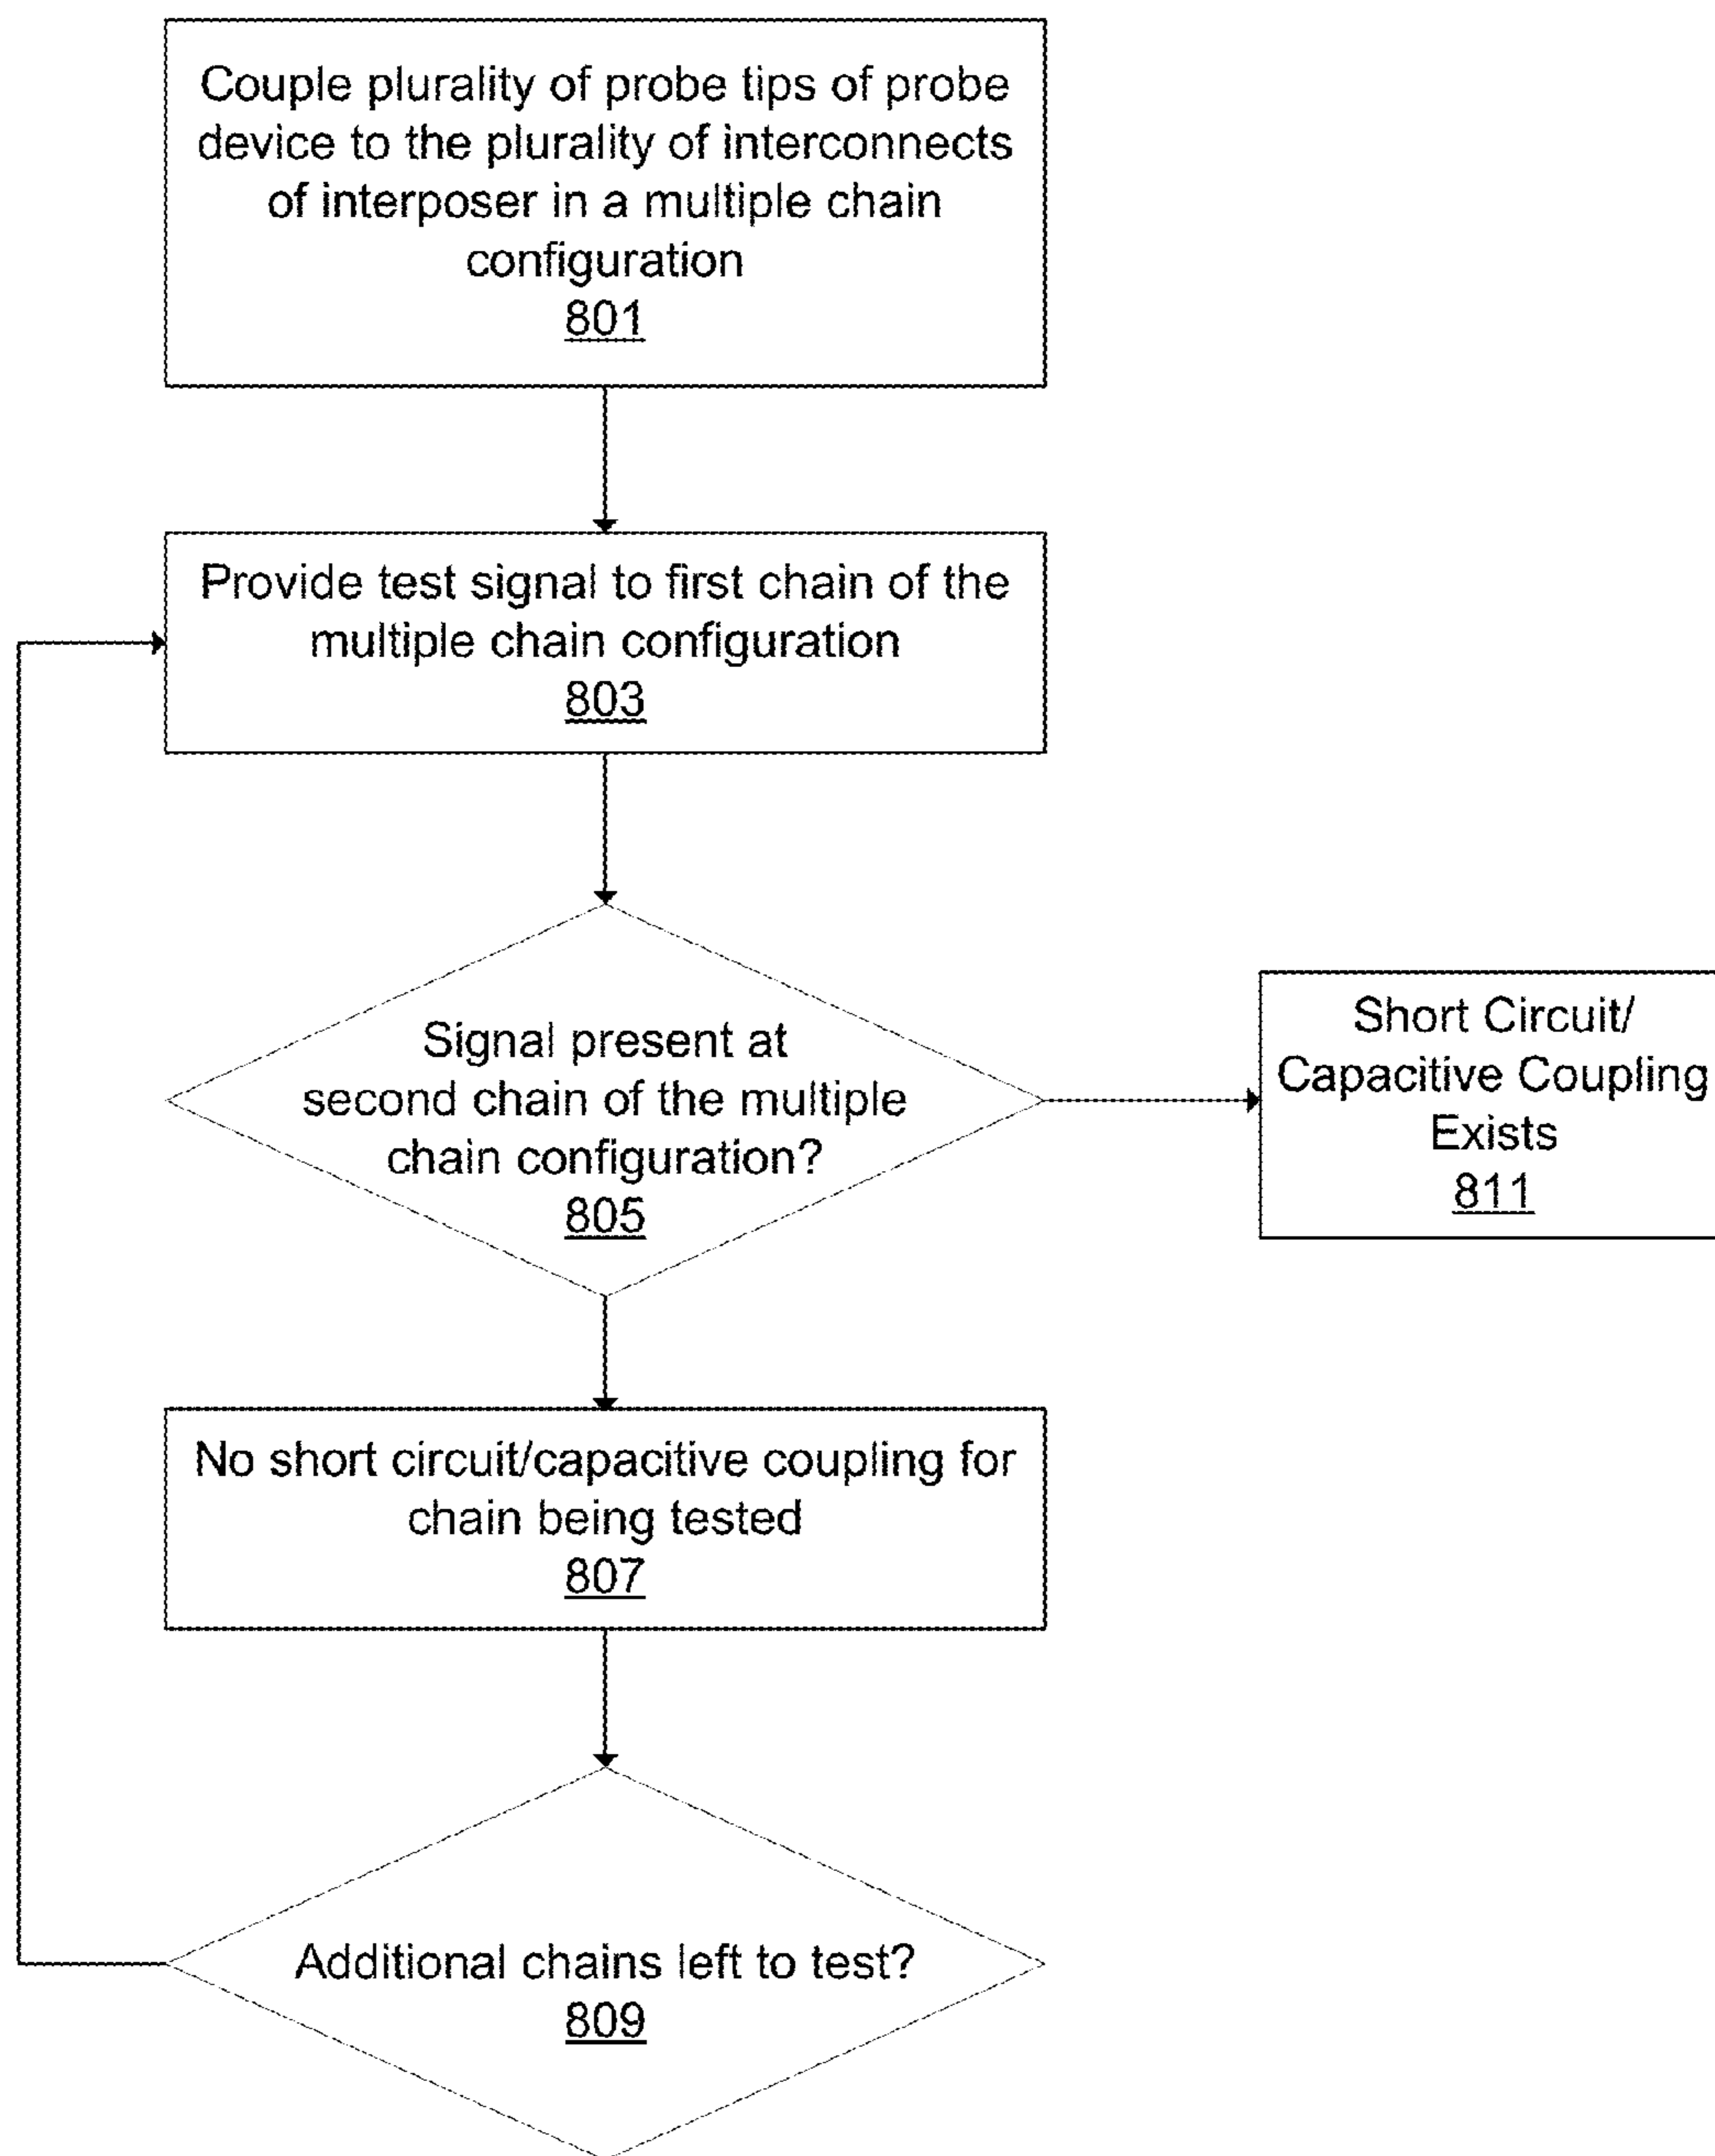 Couple plurality of probe tips of probe
device to the plurality of interconnects
of interposer in a multiple chain
configuration
801
Provide test signal to first chain of the
multiple chain configuration
803
Signal present at
second chain of the multiple
chain configuration?
805
Short Circuit/
Capacitive Coupling
Exists
811
No short circuit/capacitive coupling for
chain being tested
807
Additional chains left to test?
809